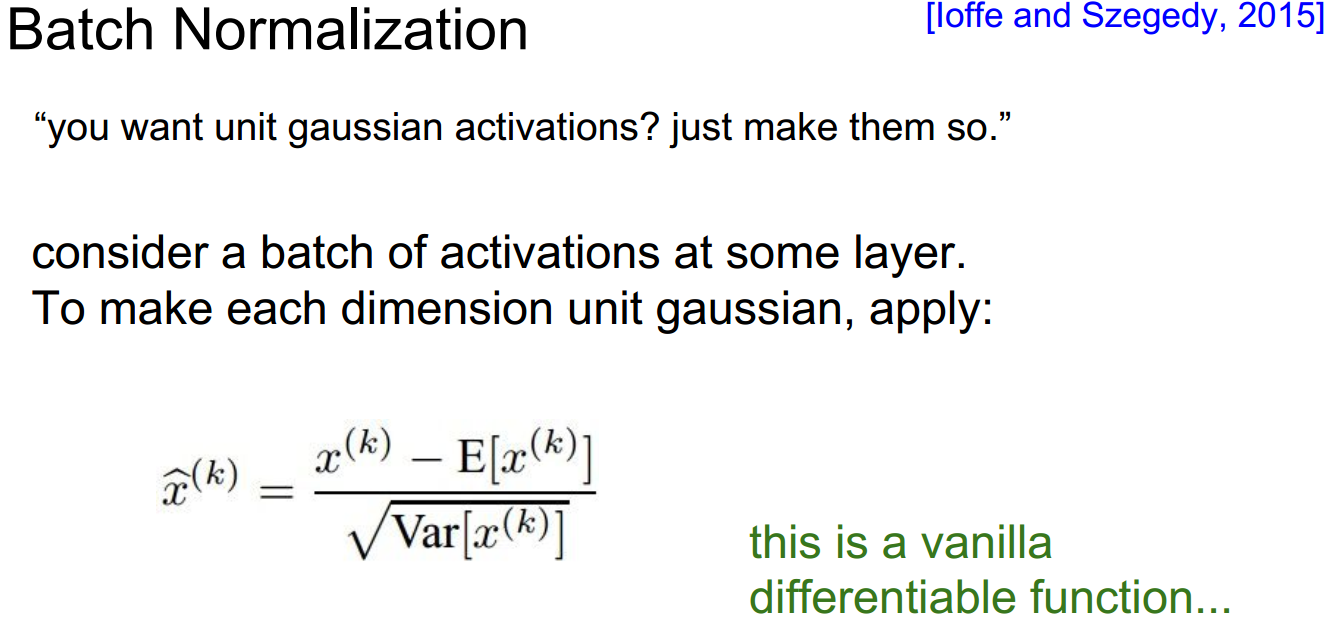 Batch Normalization
[Ioffe and Szegedy, 2015]
“you want unit gaussian activations? just make them so.”
consider a batch of activations at some layer.
To make each dimension unit gaussian, apply:
x̂^(k) = (x^(k) − E[x^(k)]) / √Var[x^(k)]
this is a vanilla
differentiable function...